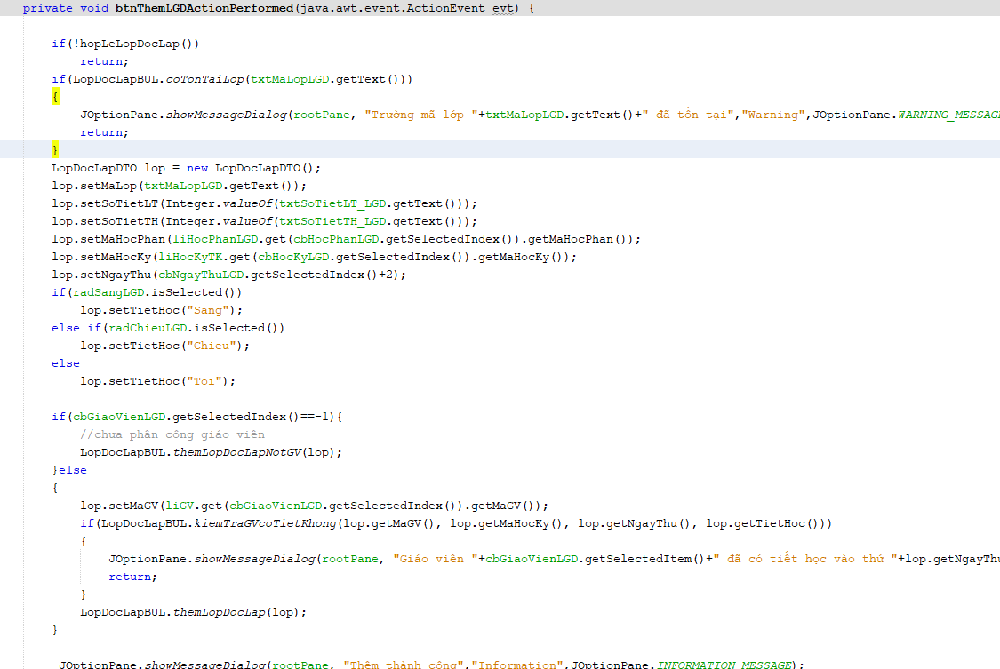 private void btnThemLGDActionPerformed(java.awt.event.ActionEvent evt) {
if(!hopLeLopDocLap())
return;
if(LopDocLapBUL.coTonTaiLop(txtMaLopLGD.getText()))
{
JOptionPane.showMessageDialog(rootPane, "Trường mã lớp "+txtMaLopLGD.getText()+" đã tồn tại","Warning",JOptionPane.WARNING_MESSAGE
return;
}
LopDocLapDTO lop = new LopDocLapDTO();
lop.setMaLop(txtMaLopLGD.getText());
lop.setSoTietLT(Integer.valueOf(txtSoTietLT_LGD.getText()));
lop.setSoTietTH(Integer.valueOf(txtSoTietTH_LGD.getText()));
lop.setMaHocPhan(liHocPhanLGD.get(cbHocPhanLGD.getSelectedIndex()).getMaHocPhan());
lop.setMaHocKy(liHocKyTK.get(cbHocKyLGD.getSelectedIndex()).getMaHocKy());
lop.setNgayThu(cbNgayThuLGD.getSelectedIndex()+2);
if(radSangLGD.isSelected())
lop.setTietHoc("Sang");
else if(radChieuLGD.isSelected())
lop.setTietHoc("Chieu");
else
lop.setTietHoc("Toi");
if(cbGiaoVienLGD.getSelectedIndex()==-1){
//chưa phân công giáo viên
LopDocLapBUL.themLopDocLapNotGV(lop);
}else
{
lop.setMaGV(liGV.get(cbGiaoVienLGD.getSelectedIndex()).getMaGV());
if(LopDocLapBUL.kiemTraGVcoTietKhong(lop.getMaGV(), lop.getMaHocKy(), lop.getNgayThu(), lop.getTietHoc()))
{
JOptionPane.showMessageDialog(rootPane, "Giáo viên "+cbGiaoVienLGD.getSelectedItem()+" đã có tiết học vào thứ "+lop.getNgayThu
return;
}
LopDocLapBUL.themLopDocLap(lop);
}
JOptionPane.showMessageDialog(rootPane, "Thêm thành công","Information",JOptionPane.INFORMATION_MESSAGE);